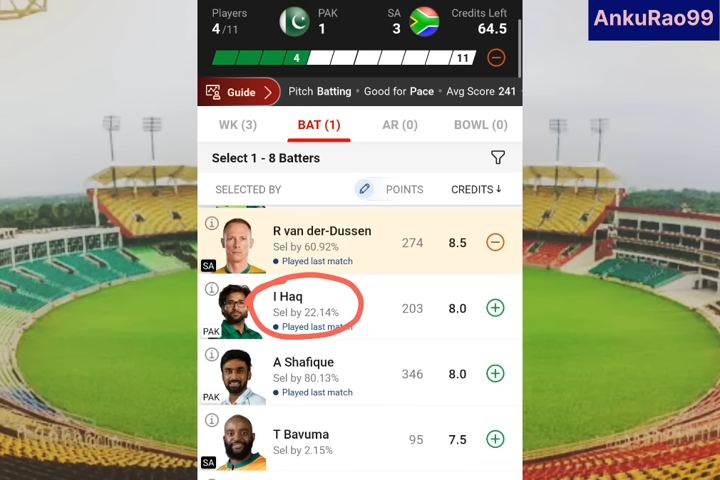 AnkuRao99
Players
4/11
PAK
1
SA
3
Credits Left
64.5
4
11
Guide
Pitch Batting • Good for Pace • Avg Score 241
WK (3)
BAT (1)
AR (0)
BOWL (0)
Select 1 - 8 Batters
SELECTED BY
POINTS
CREDITS↓
R van der-Dussen
Sel by 60.92%
Played last match
SA
274
8.5
I Haq
Sel by 22.14%
Played last match
PAK
203
8.0
A Shafique
Sel by 80.13%
Played last match
PAK
346
8.0
T Bavuma
Sel by 2.15%
SA
95
7.5